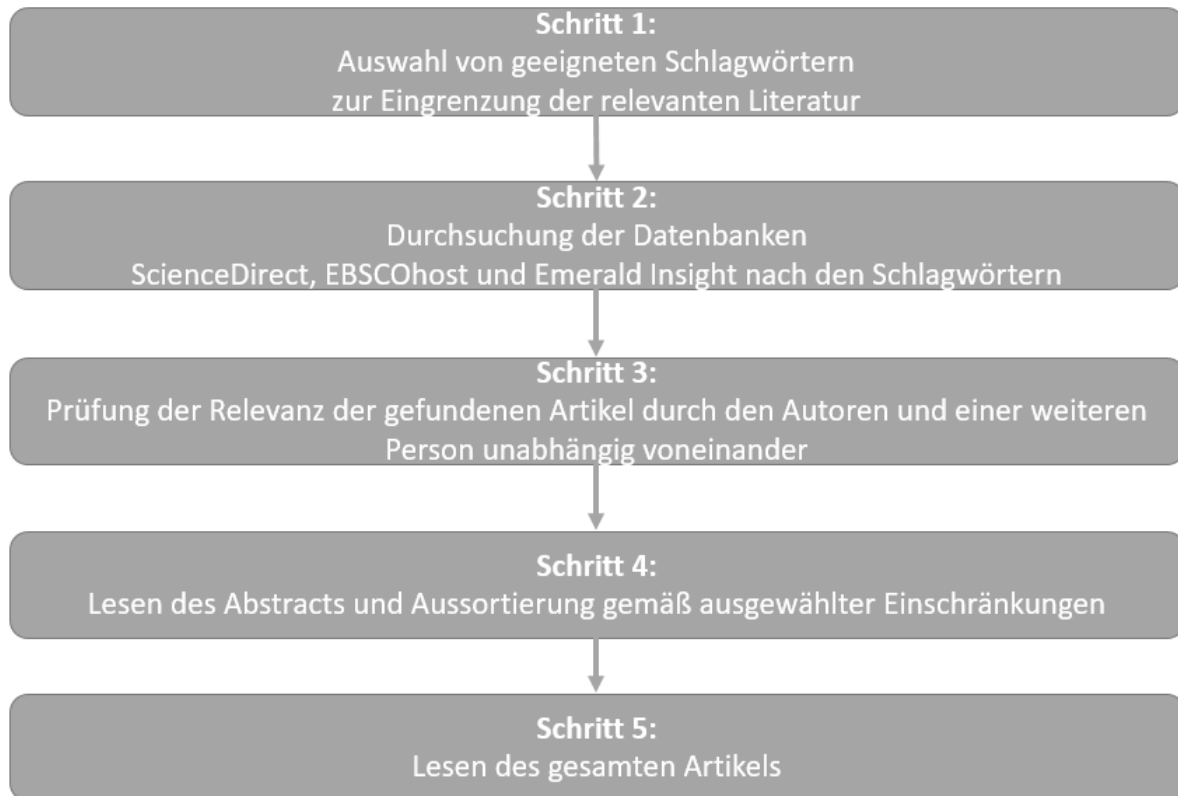 Schritt 1:
Auswahl von geeigneten Schlagwörtern
zur Eingrenzung der relevanten Literatur
Schritt 2:
Durchsuchung der Datenbanken
ScienceDirect, EBSCOhost und Emerald Insight nach den Schlagwörtern
Schritt 3:
Prüfung der Relevanz der gefundenen Artikel durch den Autoren und einer weiteren
Person unabhängig voneinander
Schritt 4:
Lesen des Abstracts und Aussortierung gemäß ausgewählter Einschränkungen
Schritt 5:
Lesen des gesamten Artikels